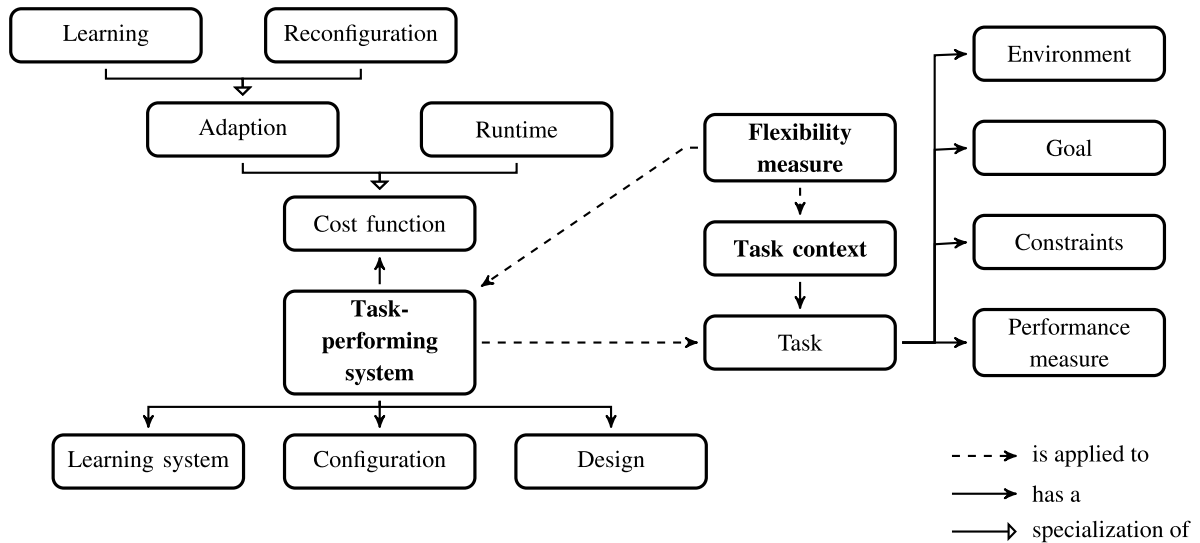 Learning
Reconfiguration
Adaption
Runtime
Cost function
Task-
performing
system
Learning system
Configuration
Design
Flexibility
measure
Task context
Task
Environment
Goal
Constraints
Performance
measure
is applied to
has a
specialization of